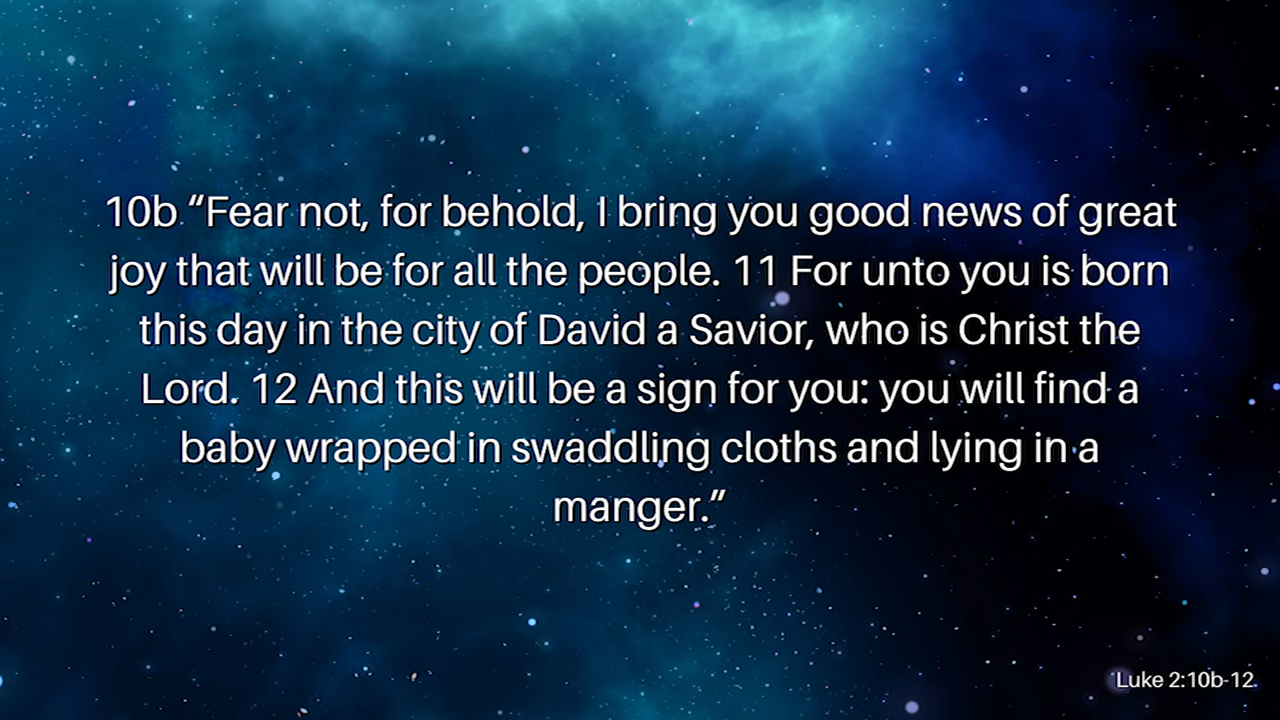 10b “Fear not, for behold, I bring you good news of great
joy that will be for all the people. 11 For unto you is born
this day in the city of David a Savior, who is Christ the
Lord. 12 And this will be a sign for you: you will find a
baby wrapped in swaddling cloths and lying in a
manger.”
Luke 2:10b-12